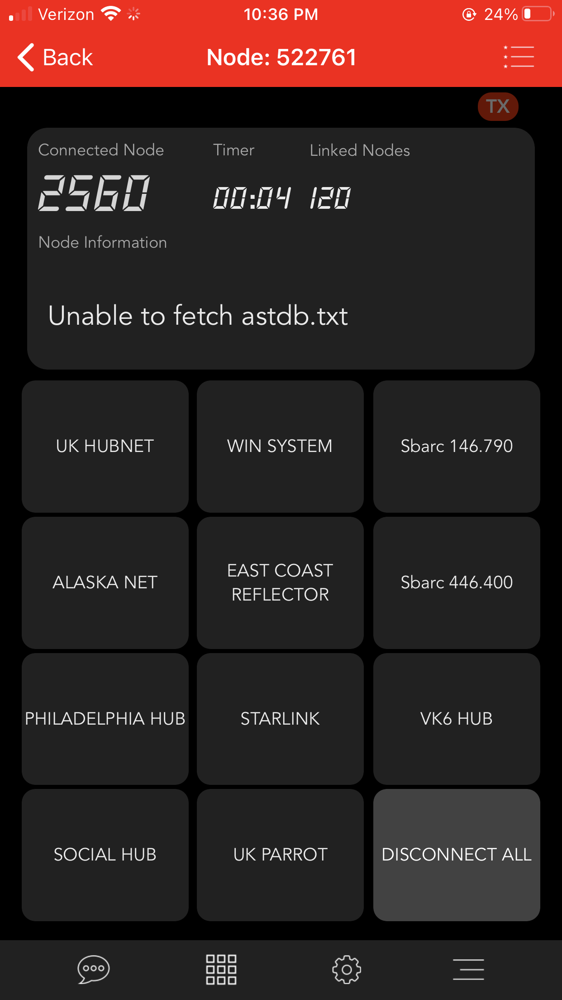 Verizon 10:36 PM 24%
Back Node: 522761
TX
Connected Node Timer Linked Nodes
2560 00:04 120
Node Information
Unable to fetch astdb.txt
UK HUBNET WIN SYSTEM Sbarc 146.790
ALASKA NET EAST COAST REFLECTOR Sbarc 446.400
PHILADELPHIA HUB STARLINK VK6 HUB
SOCIAL HUB UK PARROT DISCONNECT ALL